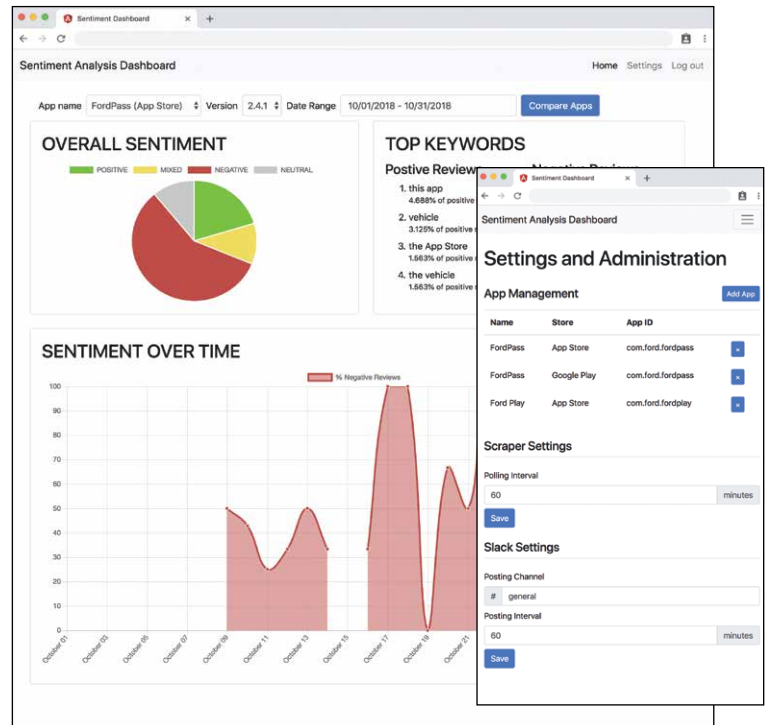 Sentiment Dashboard × +
Sentiment Analysis Dashboard
Home Settings Log out
App name FordPass (App Store) Version 2.4.1 Date Range 10/01/2018 - 10/31/2018 Compare Apps
OVERALL SENTIMENT
POSITIVE MIXED NEGATIVE NEUTRAL
TOP KEYWORDS
Postive Reviews
1. this app
4.688% of positive
2. vehicle
3.125% of positive
3. the App Store
1.563% of positive
4. the vehicle
1.563% of positive
SENTIMENT OVER TIME
% Negative Reviews
100
90
80
70
60
50
40
30
20
10
0
October 01
October 03
October 05
October 07
October 09
October 11
October 13
October 15
October 17
October 19
October 21
Sentiment Dashboard × +
Sentiment Analysis Dashboard
Settings and Administration
App Management
Add App
Name Store App ID
FordPass App Store com.ford.fordpass ×
FordPass Google Play com.ford.fordpass ×
Ford Play App Store com.ford.fordplay ×
Scraper Settings
Polling Interval
60 minutes
Save
Slack Settings
Posting Channel
# general
Posting Interval
60 minutes
Save